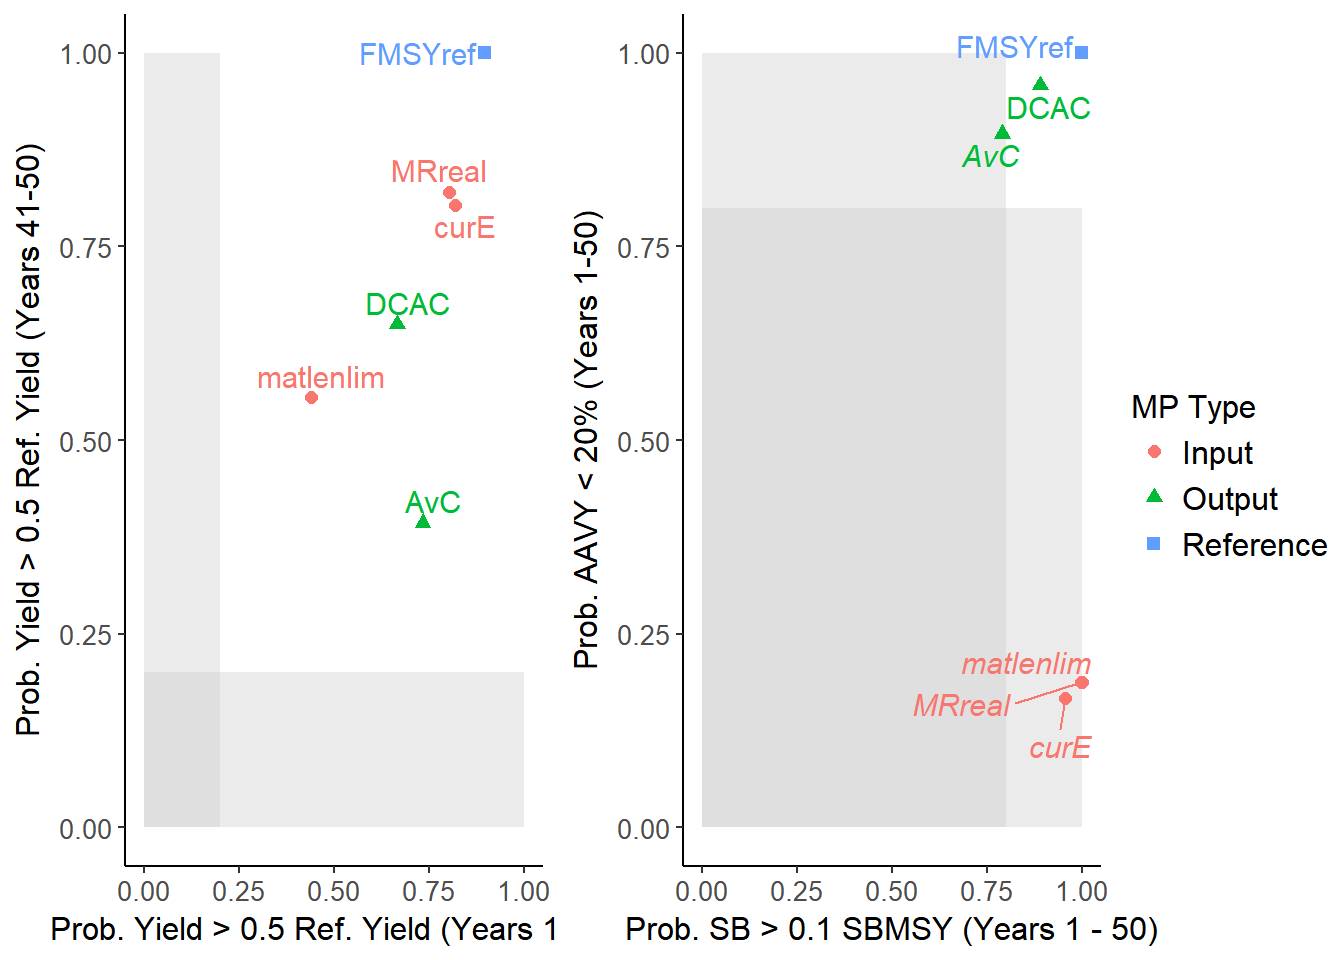 Prob. Yield > 0.5 Ref. Yield (Years 41-50)
1.00
0.75
0.50
0.25
0.00
FMSYref
MRreal
curE
DCAC
matlenlim
AvC
0.00
0.25
0.50
0.75
1.00
Prob. Yield > 0.5 Ref. Yield (Years 1
Prob. AAVY < 20% (Years 1-50)
1.00
0.75
0.50
0.25
0.00
FMSYref
DCAC
AvC
matlenlim
MRreal
curE
0.00
0.25
0.50
0.75
1.00
Prob. SB > 0.1 SBMSY (Years 1 - 50)
MP Type
Input
Output
Reference